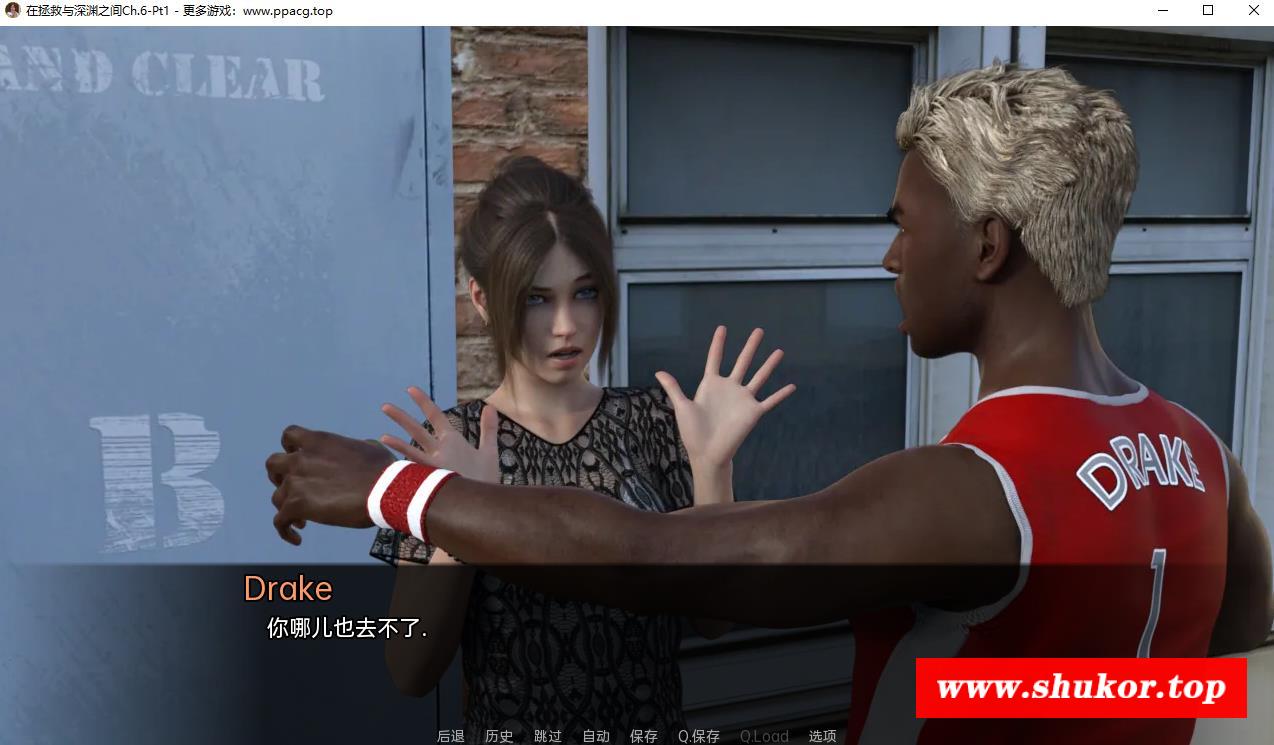 在拯救与深渊之间Ch.6-Pt1 - 更多游戏：www.ppacg.top
AND CLEAR
B
DRAKE
1
Drake
你哪儿也去不了.
www.shukor.top
后退 历史 跳过 自动 保存 Q.保存 Q.Load 选项